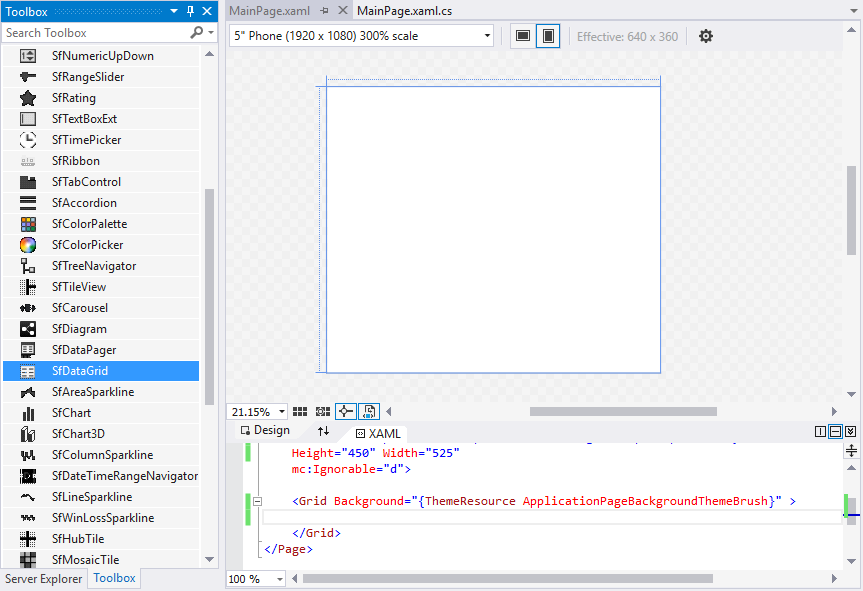 Toolbox
Search Toolbox
SfNumericUpDown
SfRangeSlider
SfRating
SfTextBoxExt
SfTimePicker
SfRibbon
SfTabControl
SfAccordion
SfColorPalette
SfColorPicker
SfTreeNavigator
SfTileView
SfCarousel
SfDiagram
SfDataPager
SfDataGrid
SfAreaSparkline
SfChart
SfChart3D
SfColumnSparkline
SfDateTimeRangeNavigator
SfLineSparkline
SfWinLossSparkline
SfHubTile
SfMosaicTile
Server Explorer Toolbox
MainPage.xaml MainPage.xaml.cs
5" Phone (1920 x 1080) 300% scale Effective: 640 x 360
21.15%
Design XAML
Height="450" Width="525"
mc:Ignorable="d">
<Grid Background="{ThemeResource ApplicationPageBackgroundThemeBrush}" >
</Grid>
</Page>
100 %